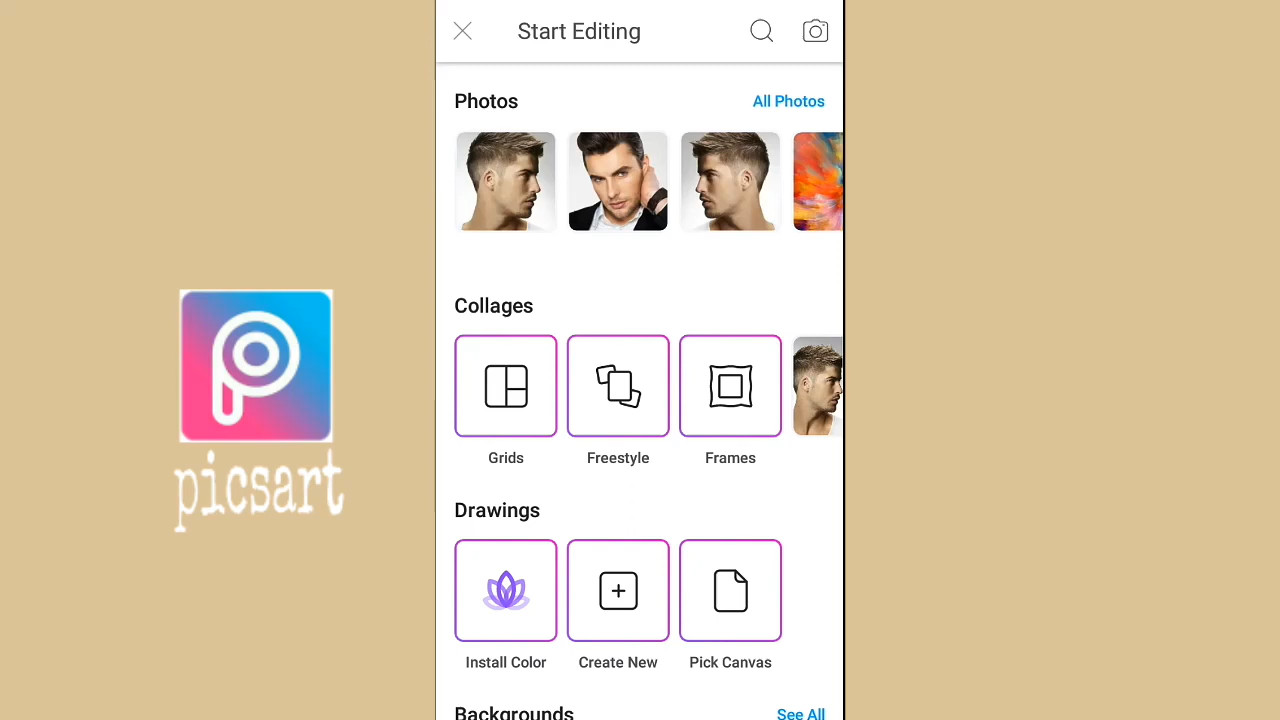 Start Editing
Photos
All Photos
Collages
Grids
Freestyle
Frames
picsart
Drawings
Install Color
Create New
Pick Canvas
Backgrounds
See All